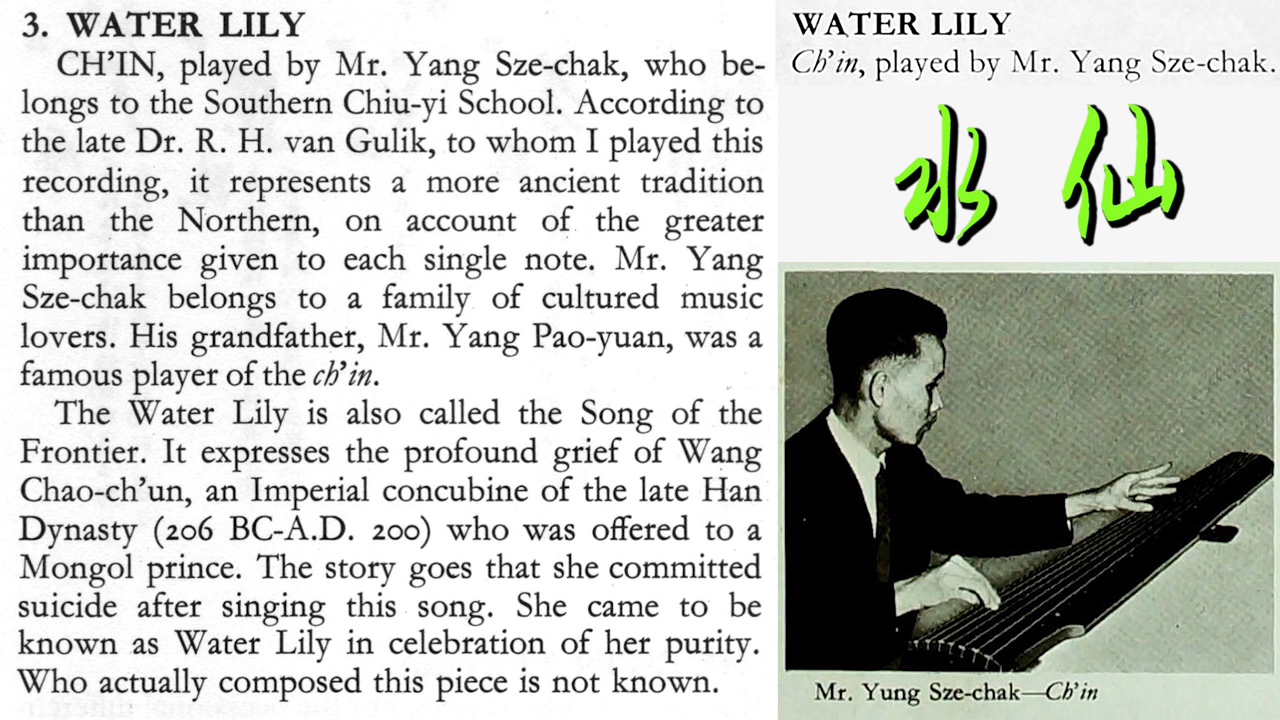 3. WATER LILY
CH'IN, played by Mr. Yang Sze-chak, who be-
longs to the Southern Chiu-yi School. According to
the late Dr. R. H. van Gulik, to whom I played this
recording, it represents a more ancient tradition
than the Northern, on account of the greater
importance given to each single note. Mr. Yang
Sze-chak belongs to a family of cultured music
lovers. His grandfather, Mr. Yang Pao-yuan, was a
famous player of the ch'in.
The Water Lily is also called the Song of the
Frontier. It expresses the profound grief of Wang
Chao-ch'un, an Imperial concubine of the late Han
Dynasty (206 BC-A.D. 200) who was offered to a
Mongol prince. The story goes that she committed
suicide after singing this song. She came to be
known as Water Lily in celebration of her purity.
Who actually composed this piece is not known.
WATER LILY
Ch'in, played by Mr. Yang Sze-chak.
水 仙
Mr. Yung Sze-chak—Ch'in